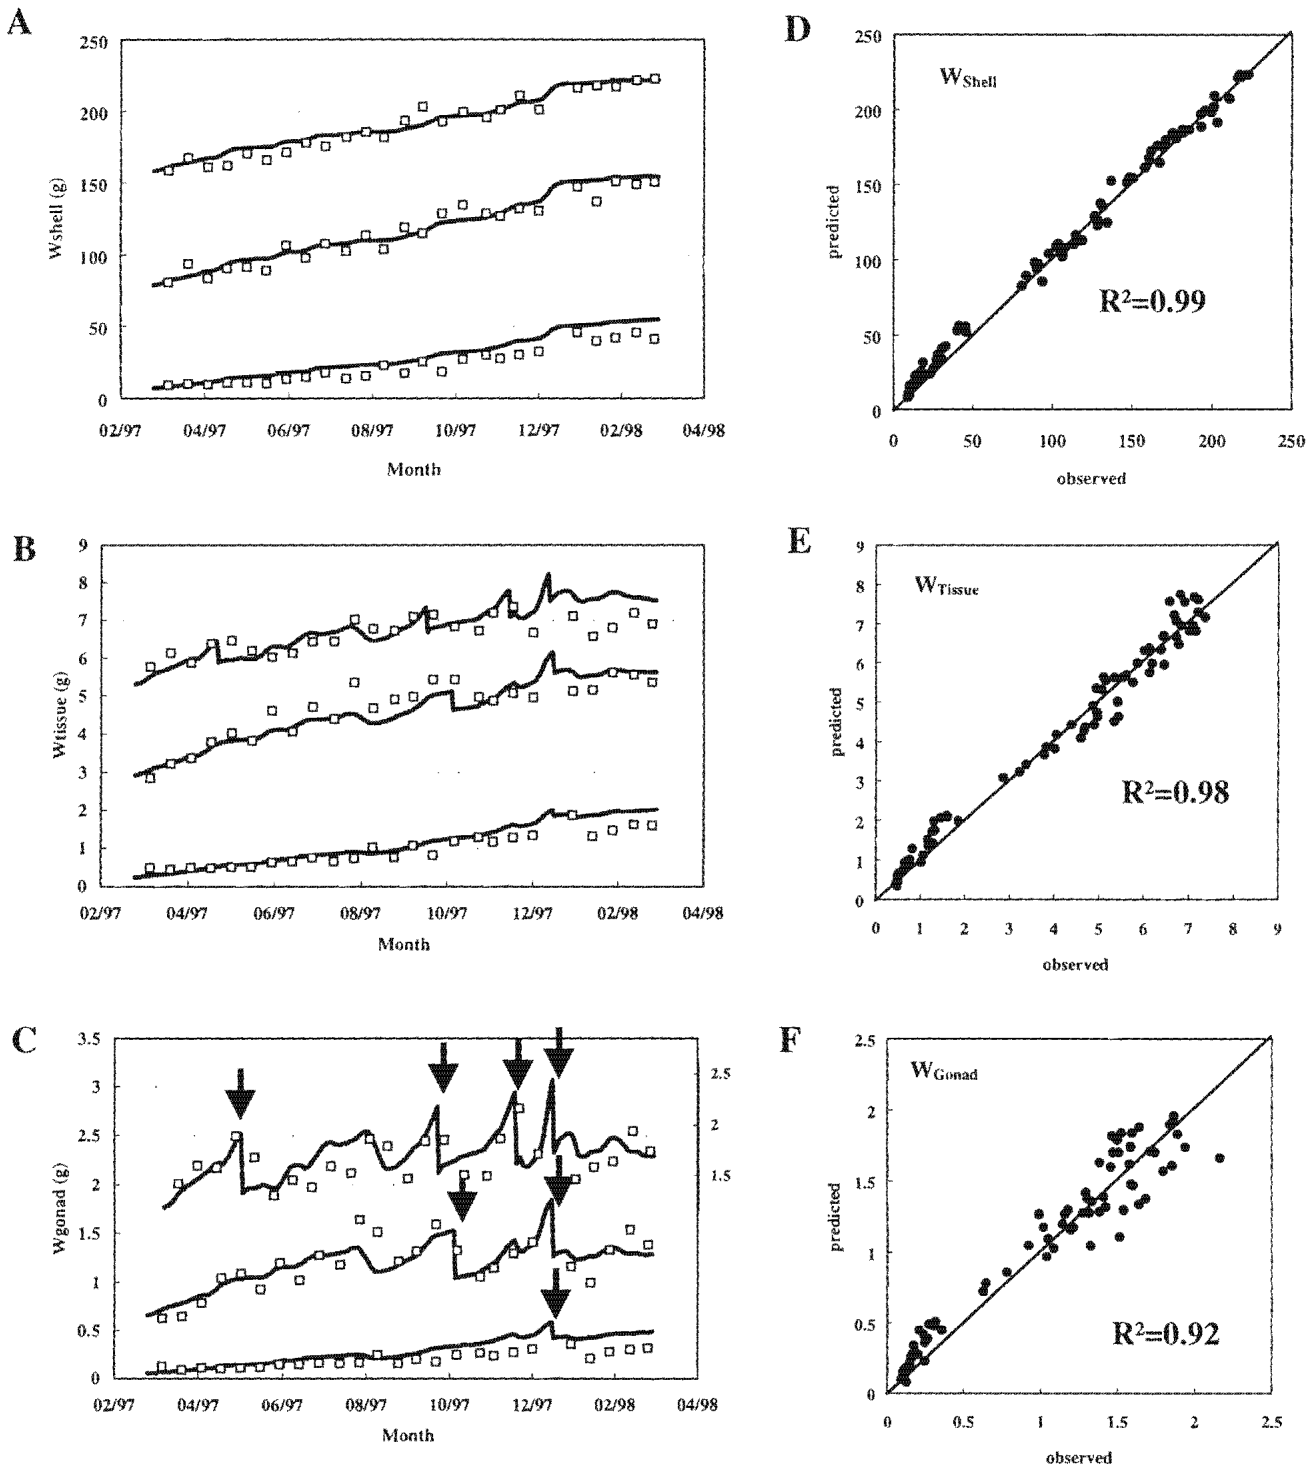 A
250
200
150
100
50
0
Wshell (g)
02/97 04/97 06/97 08/97 10/97 12/97 02/98 04/98
Month
D
250
200
150
100
50
0
predicted
W Shell
R²=0.99
0 50 100 150 200 250
observed
B
9
8
7
6
5
4
3
2
1
0
Wtissue (g)
02/97 04/97 06/97 08/97 10/97 12/97 02/98 04/98
Month
E
9
8
7
6
5
4
3
2
1
0
predicted
W Tissue
R²=0.98
0 1 2 3 4 5 6 7 8 9
observed
C
3.5
3
2.5
2
1.5
1
0.5
0
Wgonad (g)
2.5
2
1.5
02/97 04/97 06/97 08/97 10/97 12/97 02/98 04/98
Month
F
2.5
2
1.5
1
0.5
0
predicted
W Gonad
R²=0.92
0 0.5 1 1.5 2 2.5
observed